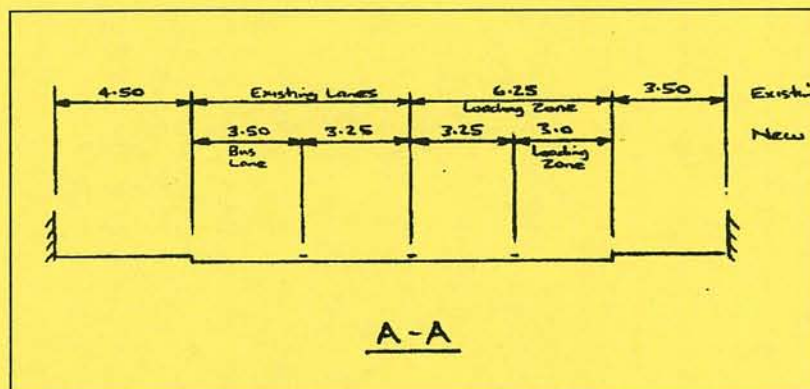 4.50 Existing Lanes 6.25 3.50 Existi
Loading Zone
3.50 3.25 3.25 3.0 New
Bus Loading
Lane Zone
A-A